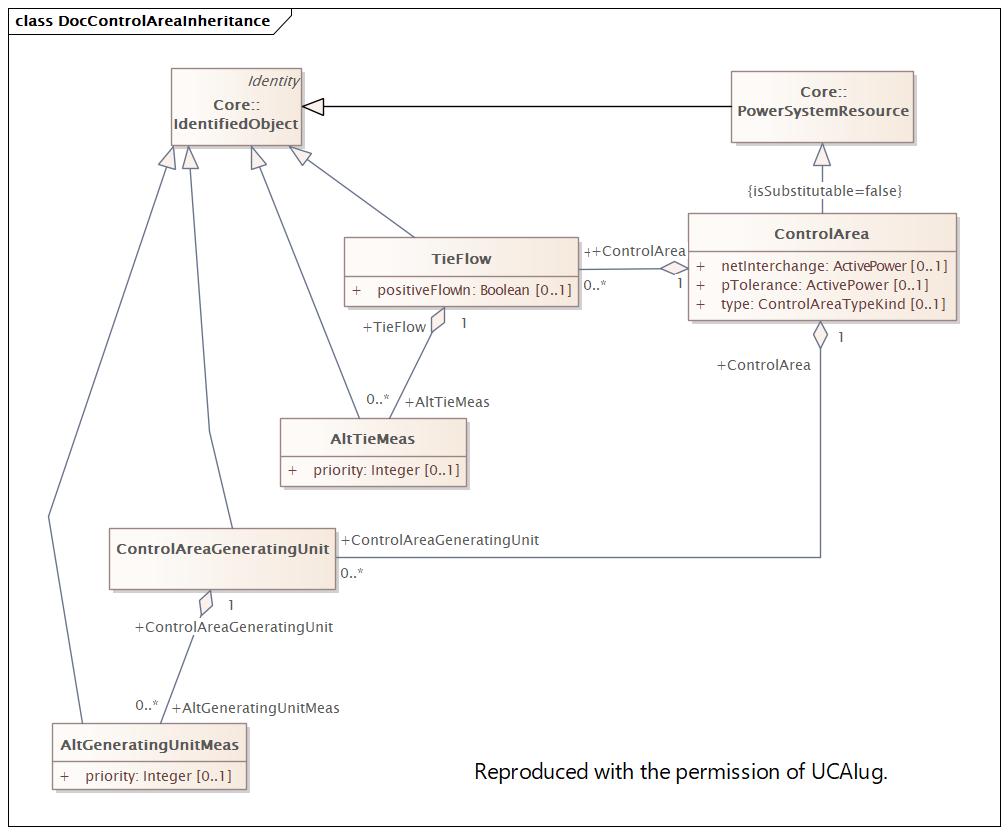 class DocControlAreaInheritance
Identity
Core::
IdentifiedObject
Core::
PowerSystemResource
{isSubstitutable=false}
ControlArea
+ netInterchange: ActivePower [0..1]
+ pTolerance: ActivePower [0..1]
+ type: ControlAreaTypeKind [0..1]
TieFlow
+ positiveFlowIn: Boolean [0..1]
++ControlArea
0..*
1
+TieFlow
1
1
+ControlArea
0..*
+AltTieMeas
AltTieMeas
+ priority: Integer [0..1]
ControlAreaGeneratingUnit
+ControlAreaGeneratingUnit
0..*
1
+ControlAreaGeneratingUnit
0..*
+AltGeneratingUnitMeas
AltGeneratingUnitMeas
+ priority: Integer [0..1]
Reproduced with the permission of UCAIug.